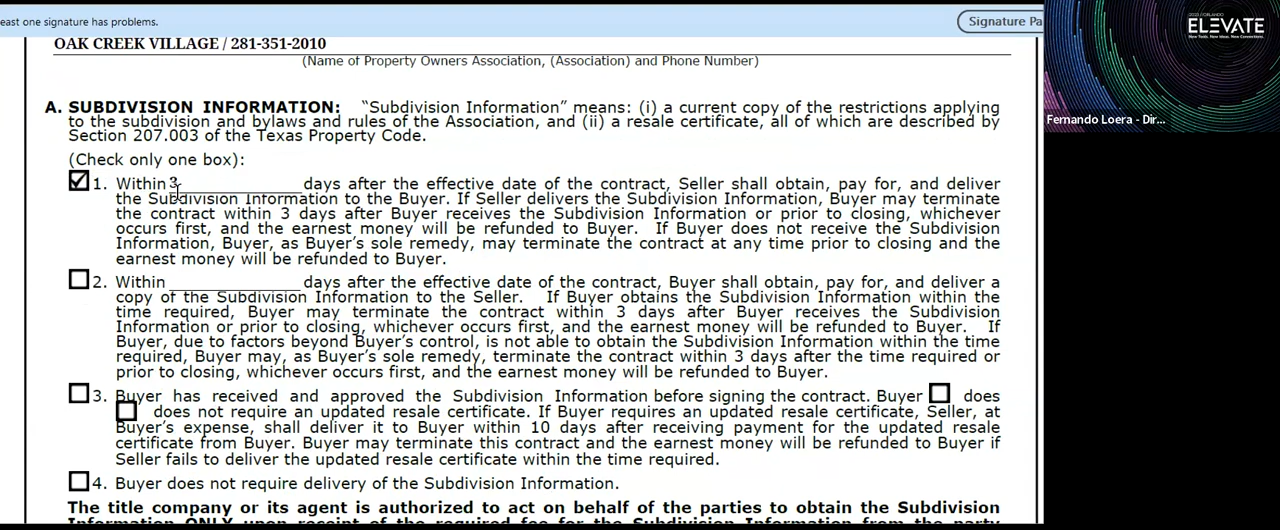 east one signature has problems.
Signature Pa
OAK CREEK VILLAGE / 281-351-2010
(Name of Property Owners Association, (Association) and Phone Number)
A. SUBDIVISION INFORMATION: “Subdivision Information” means: (i) a current copy of the restrictions applying
to the subdivision and bylaws and rules of the Association, and (ii) a resale certificate, all of which are described by
Section 207.003 of the Texas Property Code.
(Check only one box):
1. Within 3 days after the effective date of the contract, Seller shall obtain, pay for, and deliver
the Subdivision Information to the Buyer. If Seller delivers the Subdivision Information, Buyer may terminate
the contract within 3 days after Buyer receives the Subdivision Information or prior to closing, whichever
occurs first, and the earnest money will be refunded to Buyer. If Buyer does not receive the Subdivision
Information, Buyer, as Buyer’s sole remedy, may terminate the contract at any time prior to closing and the
earnest money will be refunded to Buyer.
2. Within days after the effective date of the contract, Buyer shall obtain, pay for, and deliver a
copy of the Subdivision Information to the Seller. If Buyer obtains the Subdivision Information within the
time required, Buyer may terminate the contract within 3 days after Buyer receives the Subdivision
Information or prior to closing, whichever occurs first, and the earnest money will be refunded to Buyer. If
Buyer, due to factors beyond Buyer’s control, is not able to obtain the Subdivision Information within the time
required, Buyer may, as Buyer’s sole remedy, terminate the contract within 3 days after the time required or
prior to closing, whichever occurs first, and the earnest money will be refunded to Buyer.
3. Buyer has received and approved the Subdivision Information before signing the contract. Buyer does
does not require an updated resale certificate. If Buyer requires an updated resale certificate, Seller, at
Buyer’s expense, shall deliver it to Buyer within 10 days after receiving payment for the updated resale
certificate from Buyer. Buyer may terminate this contract and the earnest money will be refunded to Buyer if
Seller fails to deliver the updated resale certificate within the time required.
4. Buyer does not require delivery of the Subdivision Information.
The title company or its agent is authorized to act on behalf of the parties to obtain the Subdivision
Information ONLY upon receipt of the required fee for the Subdivision Information from the party
ELEVATE
Fernando Loera - Dir...